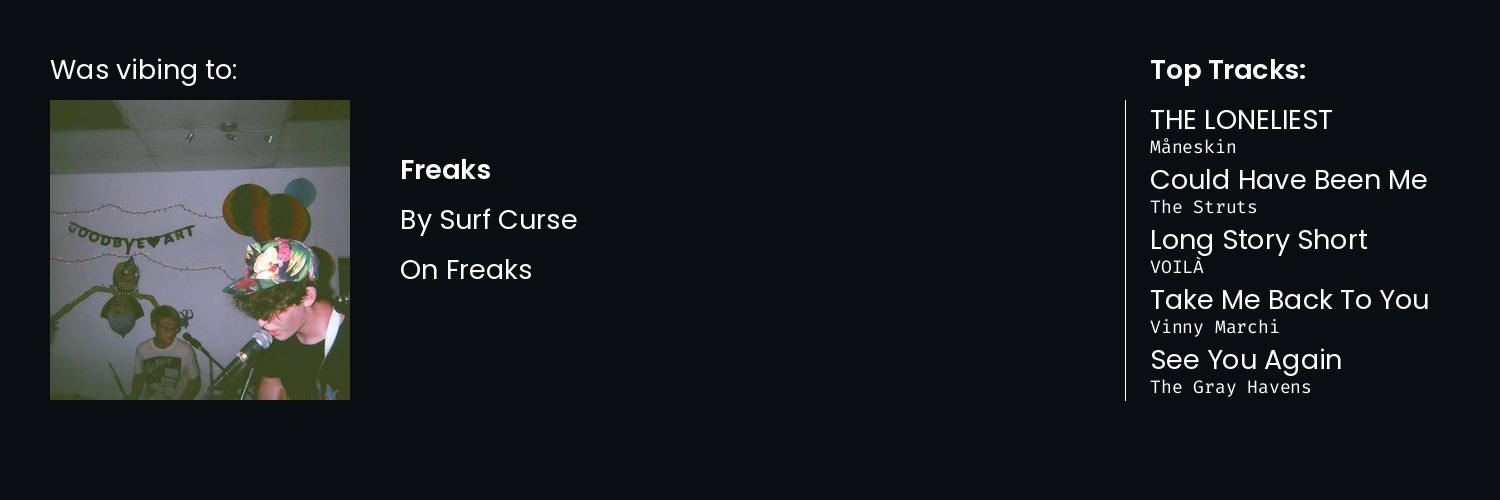 Was vibing to:
GOODBYE♥ART
Freaks
By Surf Curse
On Freaks
Top Tracks:
THE LONELIEST
Måneskin
Could Have Been Me
The Struts
Long Story Short
VOILÀ
Take Me Back To You
Vinny Marchi
See You Again
The Gray Havens